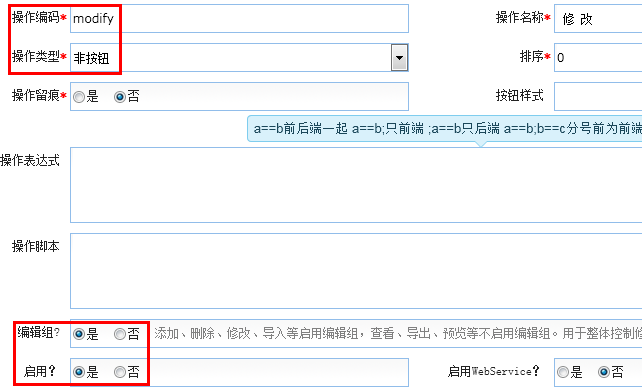 操作编码* modify 操作名称* 修 改
操作类型* 非按钮 排序* 0
操作留痕* 是 否 按钮样式
a==b前后端一起 a==b;只前端 ;a==b只后端 a==b;b==c分号前为前端
操作表达式
操作脚本
编辑组? 是 否 添加、删除、修改、导入等启用编辑组，查看、导出、预览等不启用编辑组。用于整体控制修
启用? 是 否 启用WebService? 是 否